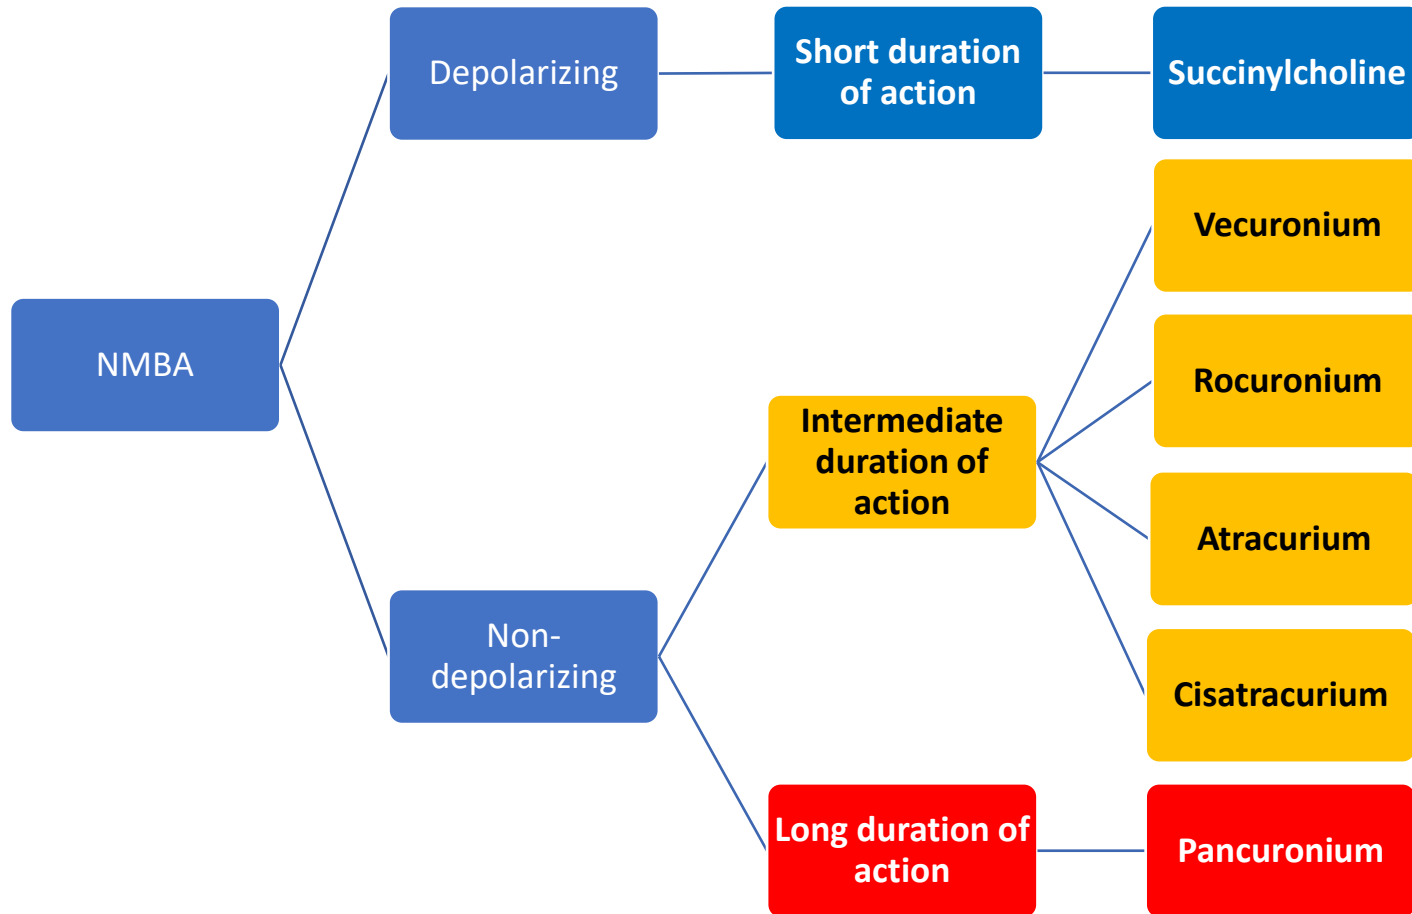 Depolarizing
Short duration
of action
Succinylcholine
Vecuronium
NMBA
Rocuronium
Intermediate
duration of
action
Atracurium
Non-
depolarizing
Cisatracurium
Long duration of
action
Pancuronium